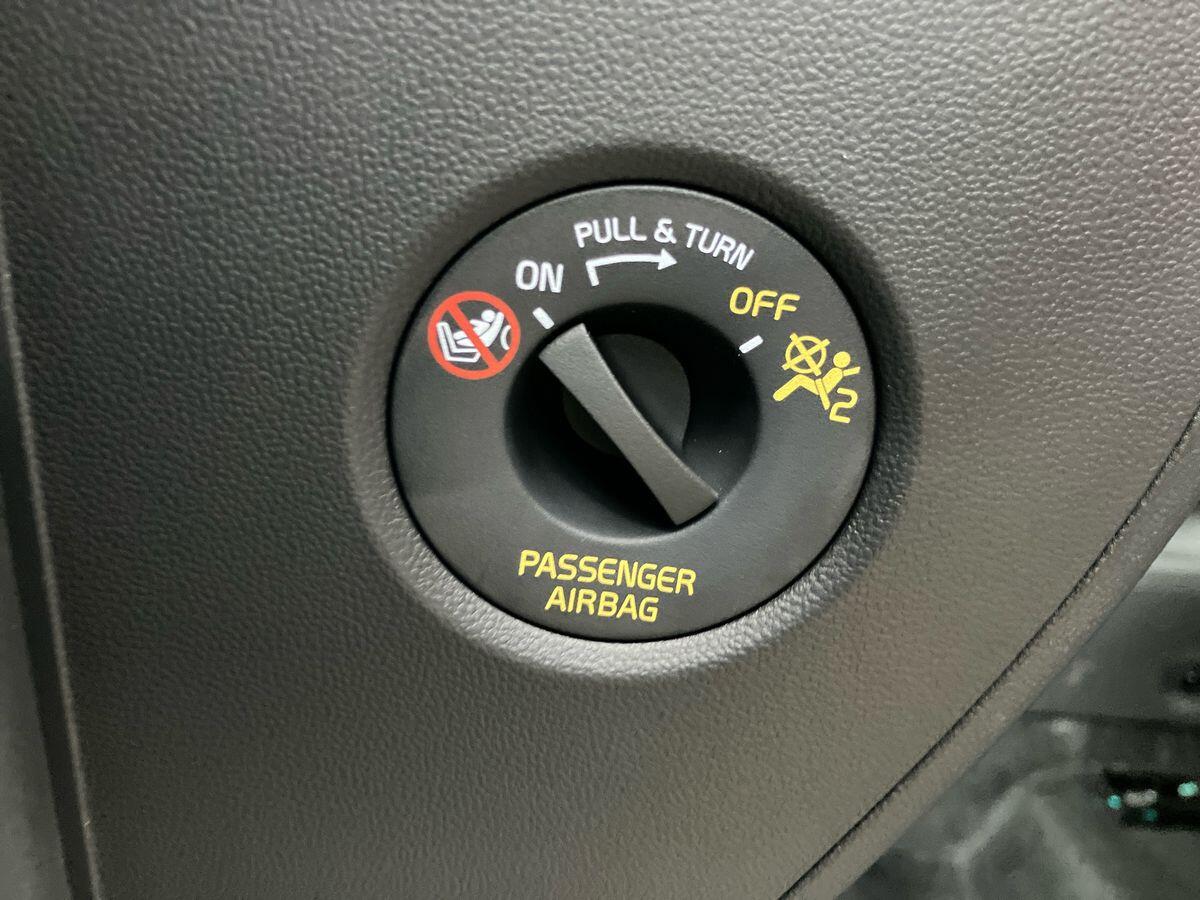 PULL & TURN
ON
OFF
2
PASSENGER
AIRBAG